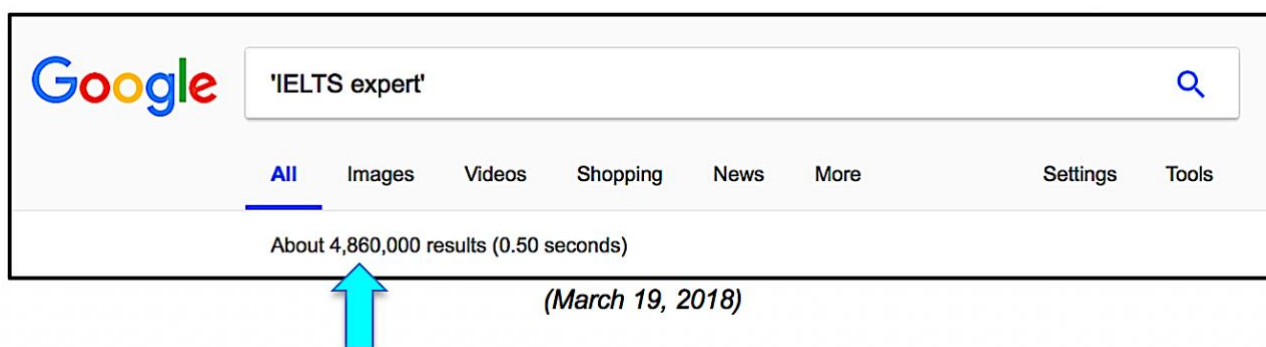 Google 'IELTS expert'
All Images Videos Shopping News More Settings Tools
About 4,860,000 results (0.50 seconds)
(March 19, 2018)